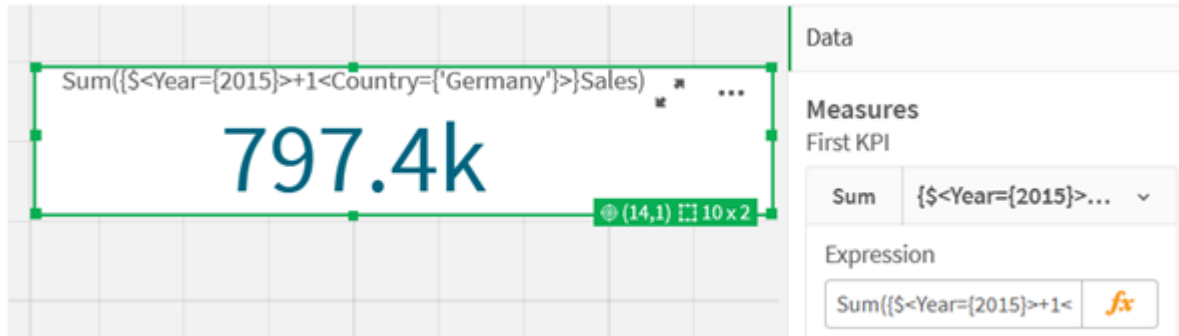 Sum({$<Year={2015}>+1<Country={'Germany'}>}Sales)
797.4k
(14,1) 10 x 2
Data
Measures
First KPI
Sum {$<Year={2015}>...
Expression
Sum({$<Year={2015}>+1< fx